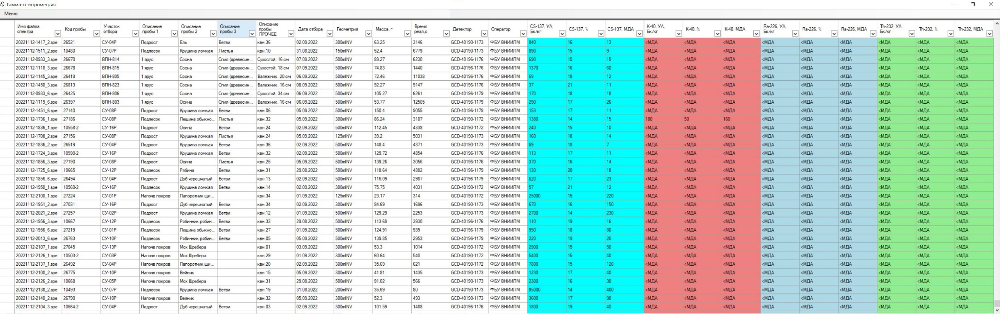 Гамма-спектрометрия
Меню
Имя файла спектра Код пробы Участок отбора Описание пробы 1 Описание пробы 2 Описание пробы 3 Описание пробы ПРОЧЕЕ Дата отбора Геометрия Масса, г Время реал,с Детектор Оператор CS-137, УА, Бк/кг CS-137, % CS-137, МДА K-40, УА, Бк/кг K-40, % K-40, МДА Ra-226, УА, Бк/кг Ra-226, % Ra-226, МДА Th-232, УА, Бк/кг Th-232, % Th-232, МДА
20221112-1417_2.spe 26521 СУ-04Р Подрост Ель Ветви квн.36 02.09.2022 300mlNV 63.25 3146 GCD-40190-1173 ФБУ ВНИИЛМ 840 16 13 <МДА <МДА <МДА <МДА <МДА <МДА <МДА <МДА <МДА
20221112-1511_2.spe 10480 СУ-07Р Подлесок Крушина ломкая Листья квн.10 31.08.2022 150mlNV 52.4 6779 GCD-40190-1173 ФБУ ВНИИЛМ 890 15 9 <МДА <МДА <МДА <МДА <МДА <МДА <МДА <МДА <МДА
20221112-0933_3.spe 26670 ВПН-814 1 ярус Сосна Спил (древесин... Сухостой, 16 см 07.09.2022 500mlNV 89.27 6230 GCD-40196-1176 ФБУ ВНИИЛМ 690 15 15 <МДА <МДА <МДА <МДА <МДА <МДА <МДА <МДА <МДА
20221112-1118_3.spe 26678 ВПН-815 1 ярус Сосна Спил (древесин... Сухостой, 18 см 07.09.2022 500mlNV 74.83 1440 GCD-40196-1176 ФБУ ВНИИЛМ 1370 16 60 <МДА <МДА <МДА <МДА <МДА <МДА <МДА <МДА <МДА
20221112-1145_3.spe 26419 ВПН-805 1 ярус Сосна Спил (древесин... Валежник, 20 см 06.09.2022 500mlNV 72.46 11038 GCD-40196-1176 ФБУ ВНИИЛМ 69 18 12 <МДА <МДА <МДА <МДА <МДА <МДА <МДА <МДА <МДА
20221112-1450_3.spe 26813 ВПН-823 1 ярус Сосна Спил (древесин... Валежник, 16 см 08.09.2022 500mlNV 92.27 9147 GCD-40196-1176 ФБУ ВНИИЛМ 37 21 11 <МДА <МДА <МДА <МДА <МДА <МДА <МДА <МДА <МДА
20221112-0933_6.spe 26425 ВПН-806 1 ярус Сосна Спил (древесин... Сухостой, 34 см 06.09.2022 500mlNV 105.27 6261 GCD-40196-1179 ФБУ ВНИИЛМ 170 18 18 <МДА <МДА <МДА <МДА <МДА <МДА <МДА <МДА <МДА
20221112-1119_6.spe 26397 ВПН-803 1 ярус Осина Спил (древесин... Валежник, 16 см 06.09.2022 500mlNV 53.77 12505 GCD-40196-1179 ФБУ ВНИИЛМ 290 17 26 <МДА <МДА <МДА <МДА <МДА <МДА <МДА <МДА <МДА
20221112-1451_6.spe 27140 СУ-08Р Подрост Крушина ломкая Ветви квн.06 05.09.2022 500mlNV 150.4 9055 GCD-40196-1179 ФБУ ВНИИЛМ 153 17 11 <МДА <МДА <МДА <МДА <МДА <МДА <МДА <МДА <МДА
20221112-1736_1.spe 27186 СУ-08Р Подлесок Лещина обыкно... Листья квн.32 05.09.2022 300mlNV 86.24 3187 GCD-40190-1172 ФБУ ВНИИЛМ 1380 14 15 180 50 160 <МДА <МДА <МДА <МДА <МДА <МДА
20221112-1836_1.spe 10558-2 СУ-16Р Подрост Осина Ветви квн.24 02.09.2022 500mlNV 112.45 4338 GCD-40190-1172 ФБУ ВНИИЛМ 240 15 10 <МДА <МДА <МДА <МДА <МДА <МДА <МДА <МДА <МДА
20221112-1708_2.spe 27156 СУ-08Р Подрост Крушина ломкая Листья квн.24 05.09.2022 125mlNV 39.2 5031 GCD-40190-1173 ФБУ ВНИИЛМ 160 18 14 <МДА <МДА <МДА <МДА <МДА <МДА <МДА <МДА <МДА
20221112-1836_2.spe 26519 СУ-04Р Подрост Крушина ломкая Ветви квн.36 02.09.2022 500mlNV 148.4 4371 GCD-40190-1173 ФБУ ВНИИЛМ 69 18 7 <МДА <МДА <МДА <МДА <МДА <МДА <МДА <МДА <МДА
20221112-1724_3.spe 10590-2 СУ-16Р Подрост Крушина ломкая Ветви квн.32 02.09.2022 500mlNV 129.72 4854 GCD-40196-1176 ФБУ ВНИИЛМ 113 17 11 <МДА <МДА <МДА <МДА <МДА <МДА <МДА <МДА <МДА
20221112-1856_3.spe 27190 СУ-08Р Подрост Осина Листья квн.25 05.09.2022 500mlNV 139.26 3056 GCD-40196-1176 ФБУ ВНИИЛМ 370 16 14 <МДА <МДА <МДА <МДА <МДА <МДА <МДА <МДА <МДА
20221112-1725_6.spe 10665 СУ-12Р Подлесок Рябина Ветви квн.31 29.08.2022 500mlNV 118.64 4882 GCD-40196-1179 ФБУ ВНИИЛМ 130 20 18 <МДА <МДА <МДА <МДА <МДА <МДА <МДА <МДА <МДА
20221112-1856_6.spe 26494 СУ-04Р Подрост Дуб черешчатый Ветви квн.13 02.09.2022 500mlNV 116.09 2987 GCD-40196-1179 ФБУ ВНИИЛМ 620 17 23 <МДА <МДА <МДА <МДА <МДА <МДА <МДА <МДА <МДА
20221112-1950_1.spe 10560-2 СУ-16Р Подлесок Крушина ломкая Ветви квн.14 02.09.2022 300mlNV 75.75 4031 GCD-40190-1172 ФБУ ВНИИЛМ 57 21 12 <МДА <МДА <МДА <МДА <МДА <МДА <МДА <МДА <МДА
20221112-2100_1.spe 27224 СУ-01Р Напочв.покров Папоротник щи... квн.34 01.09.2022 125mlNV 23.17 314 GCD-40190-1172 ФБУ ВНИИЛМ 25000 15 220 <МДА <МДА <МДА <МДА <МДА <МДА <МДА <МДА <МДА
20221112-1951_2.spe 27031 СУ-16Р Подрост Дуб черешчатый Ветви квн.34 02.09.2022 300mlNV 84.69 1696 GCD-40190-1173 ФБУ ВНИИЛМ 670 16 150 <МДА <МДА <МДА <МДА <МДА <МДА <МДА <МДА <МДА
20221112-2021_2.spe 27257 СУ-02Р Подрост Крушина ломкая Ветви квн.12 01.09.2022 500mlNV 129.29 2253 GCD-40190-1173 ФБУ ВНИИЛМ 2700 14 230 <МДА <МДА <МДА <МДА <МДА <МДА <МДА <МДА <МДА
20221112-1956_3.spe 10667 СУ-12Р Подлесок Рябинник рябин... Ветви квн.33 29.08.2022 500mlNV 113.69 3930 GCD-40196-1176 ФБУ ВНИИЛМ 110 19 16 <МДА <МДА <МДА <МДА <МДА <МДА <МДА <МДА <МДА
20221112-1956_6.spe 27219 СУ-01Р Подлесок Лещина обыкно... Ветви квн.27 01.09.2022 500mlNV 124.91 939 GCD-40196-1179 ФБУ ВНИИЛМ 950 18 80 <МДА <МДА <МДА <МДА <МДА <МДА <МДА <МДА <МДА
20221112-2013_6.spe 26763 СУ-10Р Подлесок Рябинник рябин... Ветви квн.05 05.09.2022 500mlNV 139.85 2953 GCD-40196-1179 ФБУ ВНИИЛМ 220 19 20 <МДА <МДА <МДА <МДА <МДА <МДА <МДА <МДА <МДА
20221112-2107_1.spe 27045 СУ-13Р Напочв.покров Мох Шребера квн.01 03.09.2022 300mlNV 53.3 1014 GCD-40190-1172 ФБУ ВНИИЛМ 2900 15 50 <МДА <МДА <МДА <МДА <МДА <МДА <МДА <МДА <МДА
20221112-2126_1.spe 10503-2 СУ-03Р Напочв.покров Мох Шребера квн.29 01.09.2022 300mlNV 60.64 540 GCD-40190-1172 ФБУ ВНИИЛМ 5400 15 40 <МДА <МДА <МДА <МДА <МДА <МДА <МДА <МДА <МДА
20221112-2137_1.spe 26492 СУ-04Р Напочв.покров Папоротник щи... квн.20 02.09.2022 300mlNV 35.69 621 GCD-40190-1172 ФБУ ВНИИЛМ 7800 15 120 <МДА <МДА <МДА <МДА <МДА <МДА <МДА <МДА <МДА
20221112-2100_2.spe 26775 СУ-10Р Напочв.покров Вейник квн.15 05.09.2022 300mlNV 41.81 1435 GCD-40190-1173 ФБУ ВНИИЛМ 1230 17 40 <МДА <МДА <МДА <МДА <МДА <МДА <МДА <МДА <МДА
20221112-2126_2.spe 10668 СУ-05Р Напочв.покров Мох Шребера квн.31 29.08.2022 500mlNV 91.02 566 GCD-40190-1173 ФБУ ВНИИЛМ 2300 16 30 <МДА <МДА <МДА <МДА <МДА <МДА <МДА <МДА <МДА
20221112-2138_2.spe 10493 СУ-07Р Подлесок Крушина ломкая Ветви квн.19 31.08.2022 200mlNV 35.69 80 GCD-40190-1173 ФБУ ВНИИЛМ 85000 14 400 <МДА <МДА <МДА <МДА <МДА <МДА <МДА <МДА <МДА
20221112-2140_2.spe 26790 СУ-10Р Напочв.покров Вейник квн.32 05.09.2022 300mlNV 52.3 493 GCD-40190-1173 ФБУ ВНИИЛМ 3600 17 90 <МДА <МДА <МДА <МДА <МДА <МДА <МДА <МДА <МДА
20221112-2104_3.spe 10664-2 СУ-04Р Подрост Дуб черешчатый Ветви квн.03 02.09.2022 300mlNV 101.59 1488 GCD-40196-1176 ФБУ ВНИИЛМ 1800 19 40 <МДА <МДА <МДА <МДА <МДА <МДА <МДА <МДА <МДА